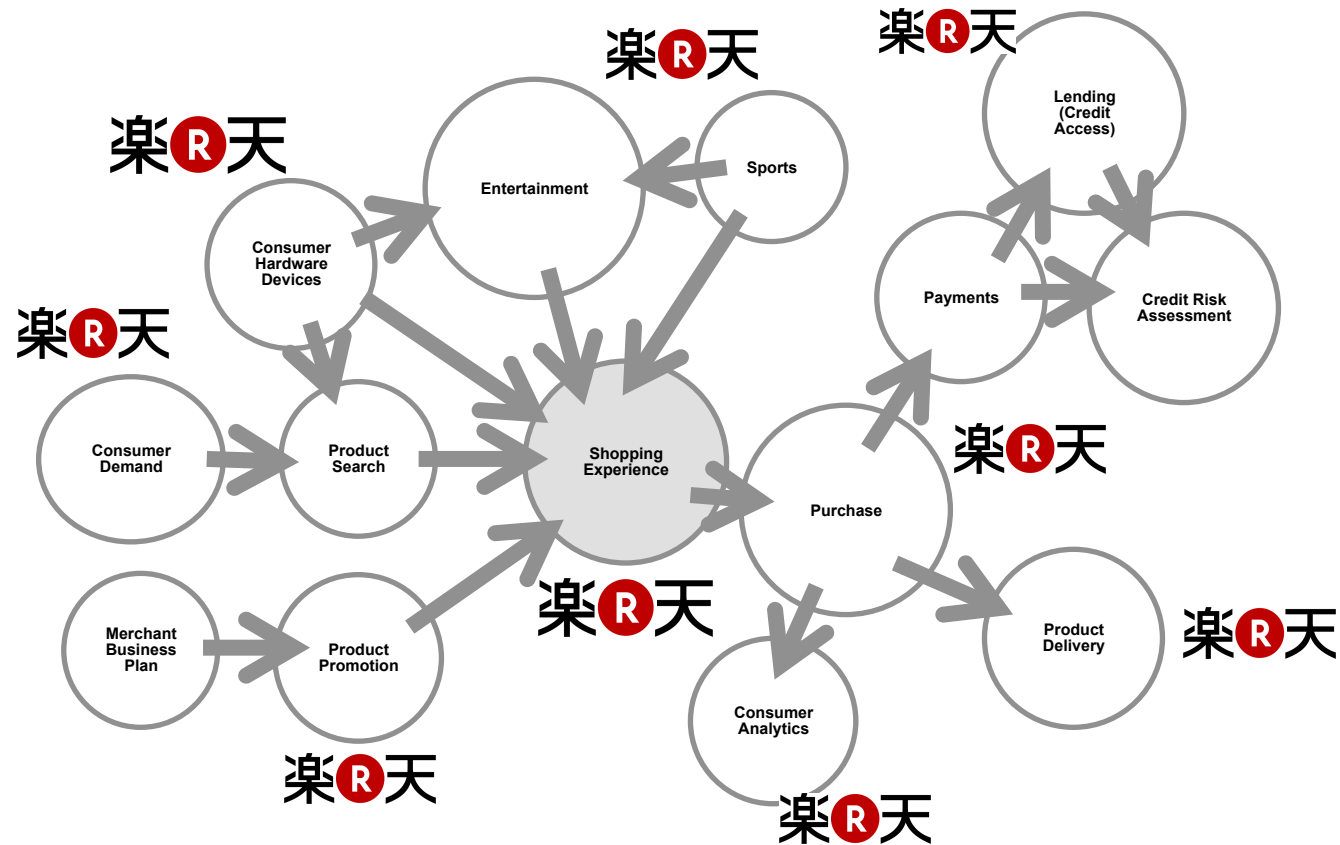 楽R天
楽R天
Lending
(Credit
Access)
楽R天
Entertainment
Sports
Consumer
Hardware
Devices
Payments
Credit Risk
Assessment
楽R天
Consumer
Demand
Product
Search
Shopping
Experience
楽R天
Purchase
楽R天
Merchant
Business
Plan
Product
Promotion
Product
Delivery
楽R天
Consumer
Analytics
楽R天
楽R天